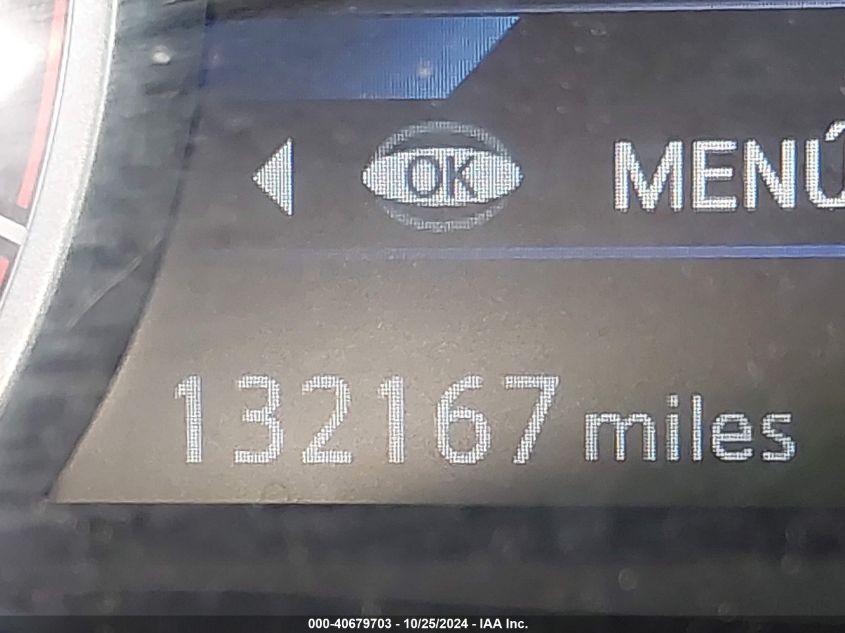 OK MENÚ
132167 miles
000-40679703 - 10/25/2024 - IAA Inc.